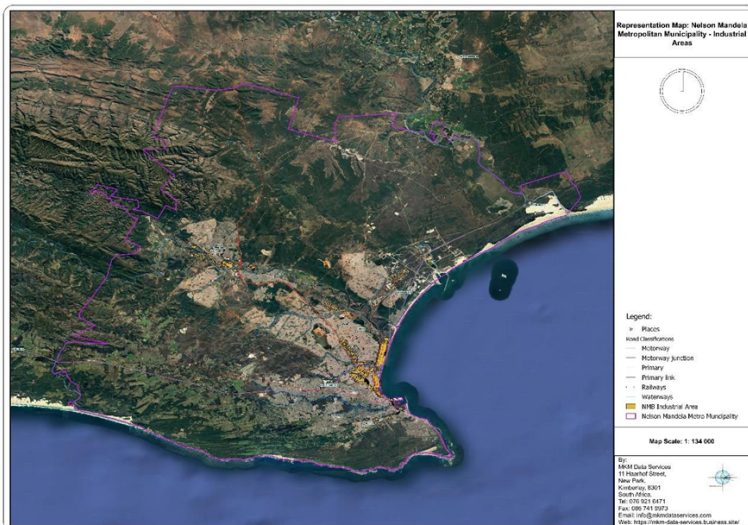 Representation Map: Nelson Mandela
Metropolitan Municipality - Industrial
Areas
Legend:
Places
Road Classifications
Motorway
Motorway junction
Primary
Primary link
Railways
Waterways
NMB Industrial Area
Nelson Mandela Metro Municipality
Map Scale: 1: 134 000
By:
MKM Data Services
11 Haarhof Street,
New Park,
Kimberley, 8301
South Africa.
Tel: 076 921 6471
Fax: 086 741 9973
Email: info@mkmdataservices.com
Web: https://mkm-data-services.business.site/